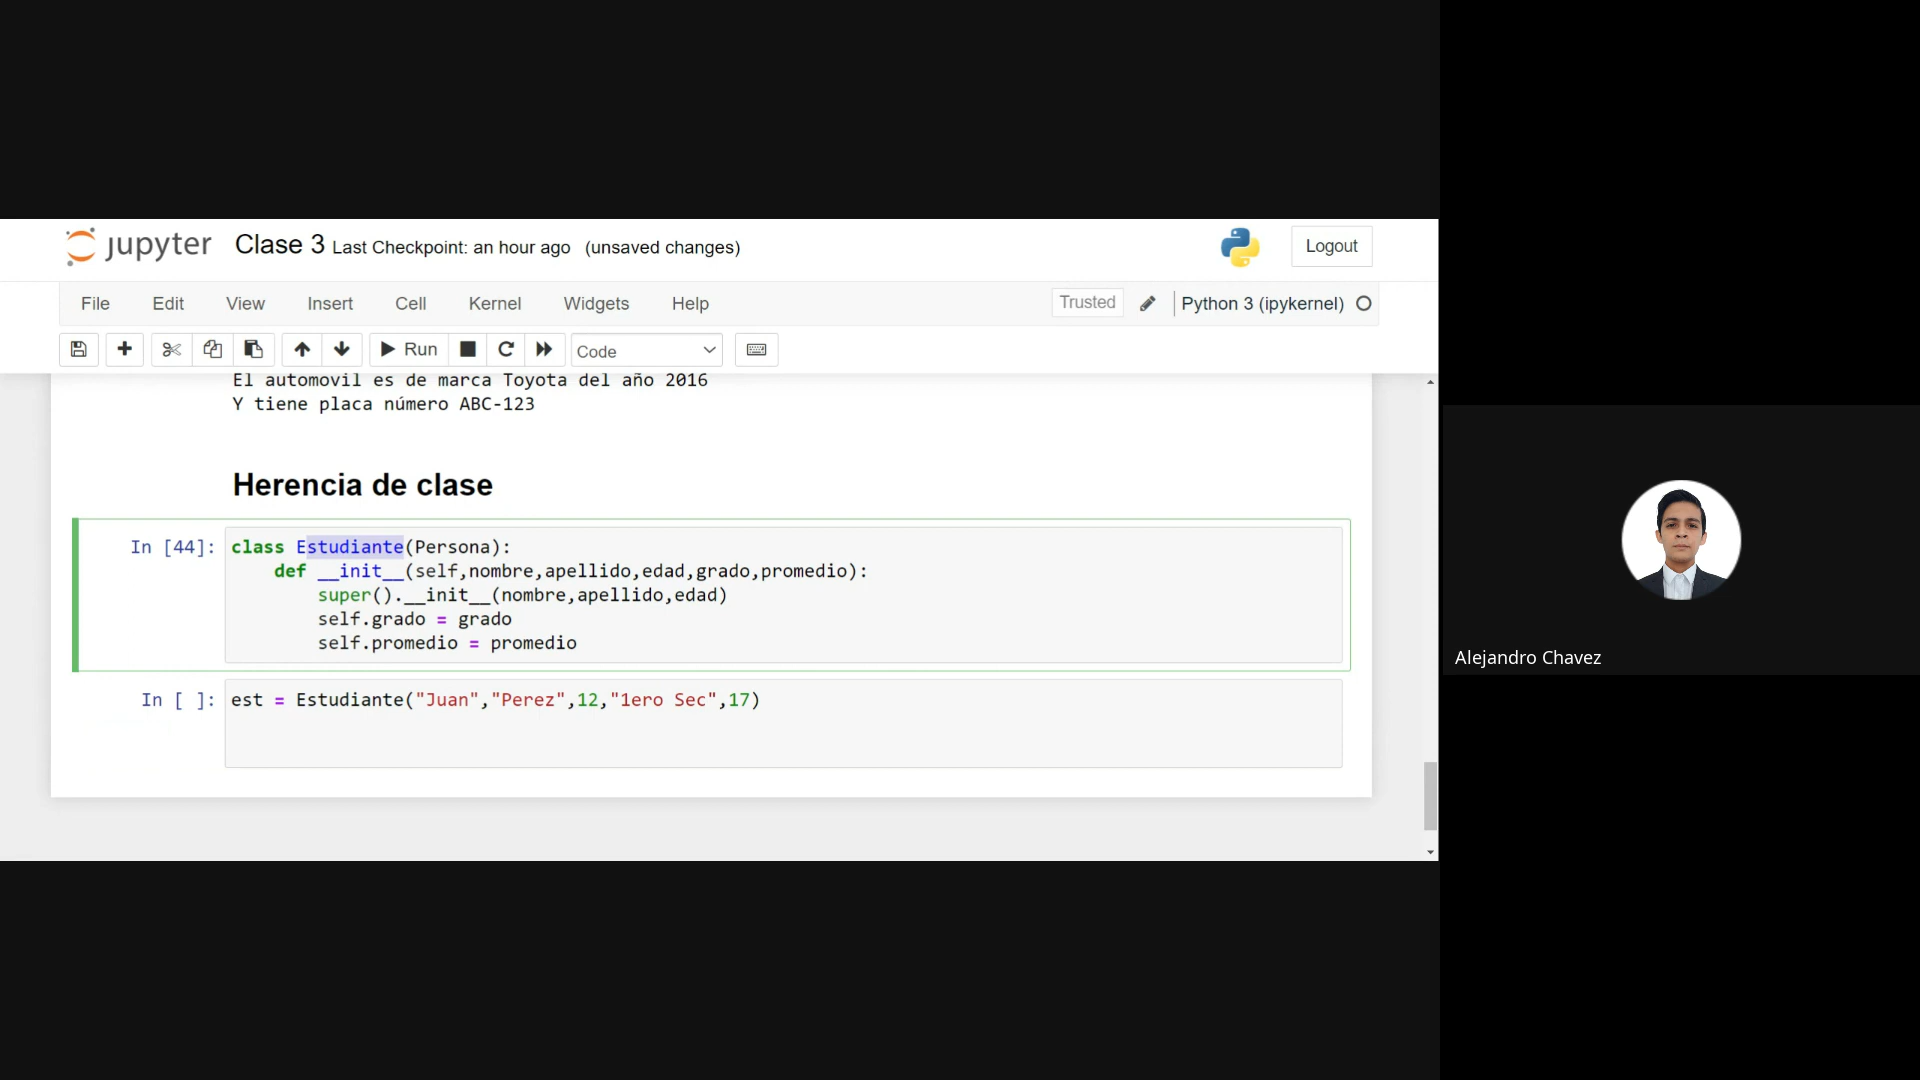 jupyter Clase 3 Last Checkpoint: an hour ago (unsaved changes)
Logout
File Edit View Insert Cell Kernel Widgets Help
Trusted Python 3 (ipykernel)
Run Code
El automovil es de marca Toyota del año 2016
Y tiene placa número ABC-123
Herencia de clase
In [44]: class Estudiante(Persona):
def __init__(self,nombre,apellido,edad,grado,promedio):
super().__init__(nombre,apellido,edad)
self.grado = grado
self.promedio = promedio
In [ ]: est = Estudiante("Juan","Perez",12,"1ero Sec",17)
Alejandro Chavez